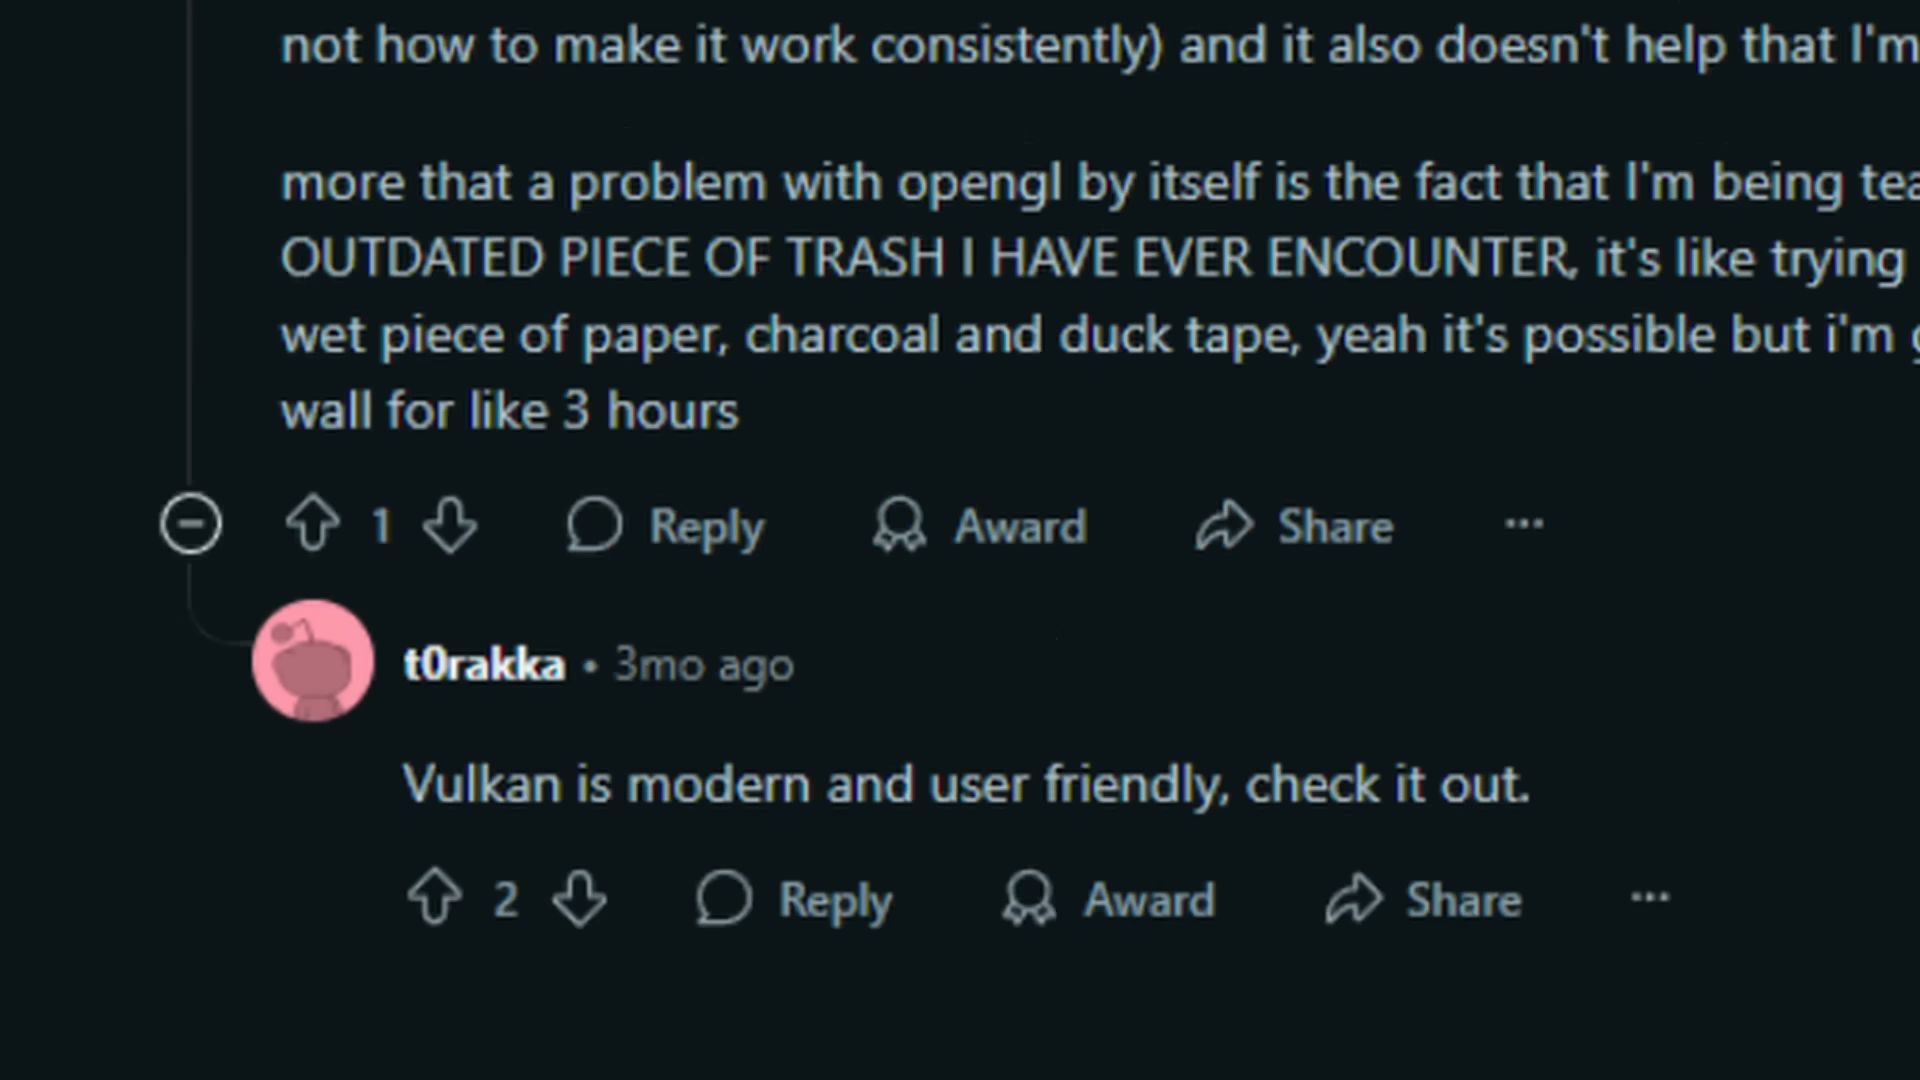 not how to make it work consistently) and it also doesn't help that I'm
more that a problem with opengl by itself is the fact that I'm being
OUTDATED PIECE OF TRASH I HAVE EVER ENCOUNTER, it's like trying
wet piece of paper, charcoal and duck tape, yeah it's possible but i'm
wall for like 3 hours
1 Reply Award Share ...
t0rakka • 3mo ago
Vulkan is modern and user friendly, check it out.
2 Reply Award Share ...